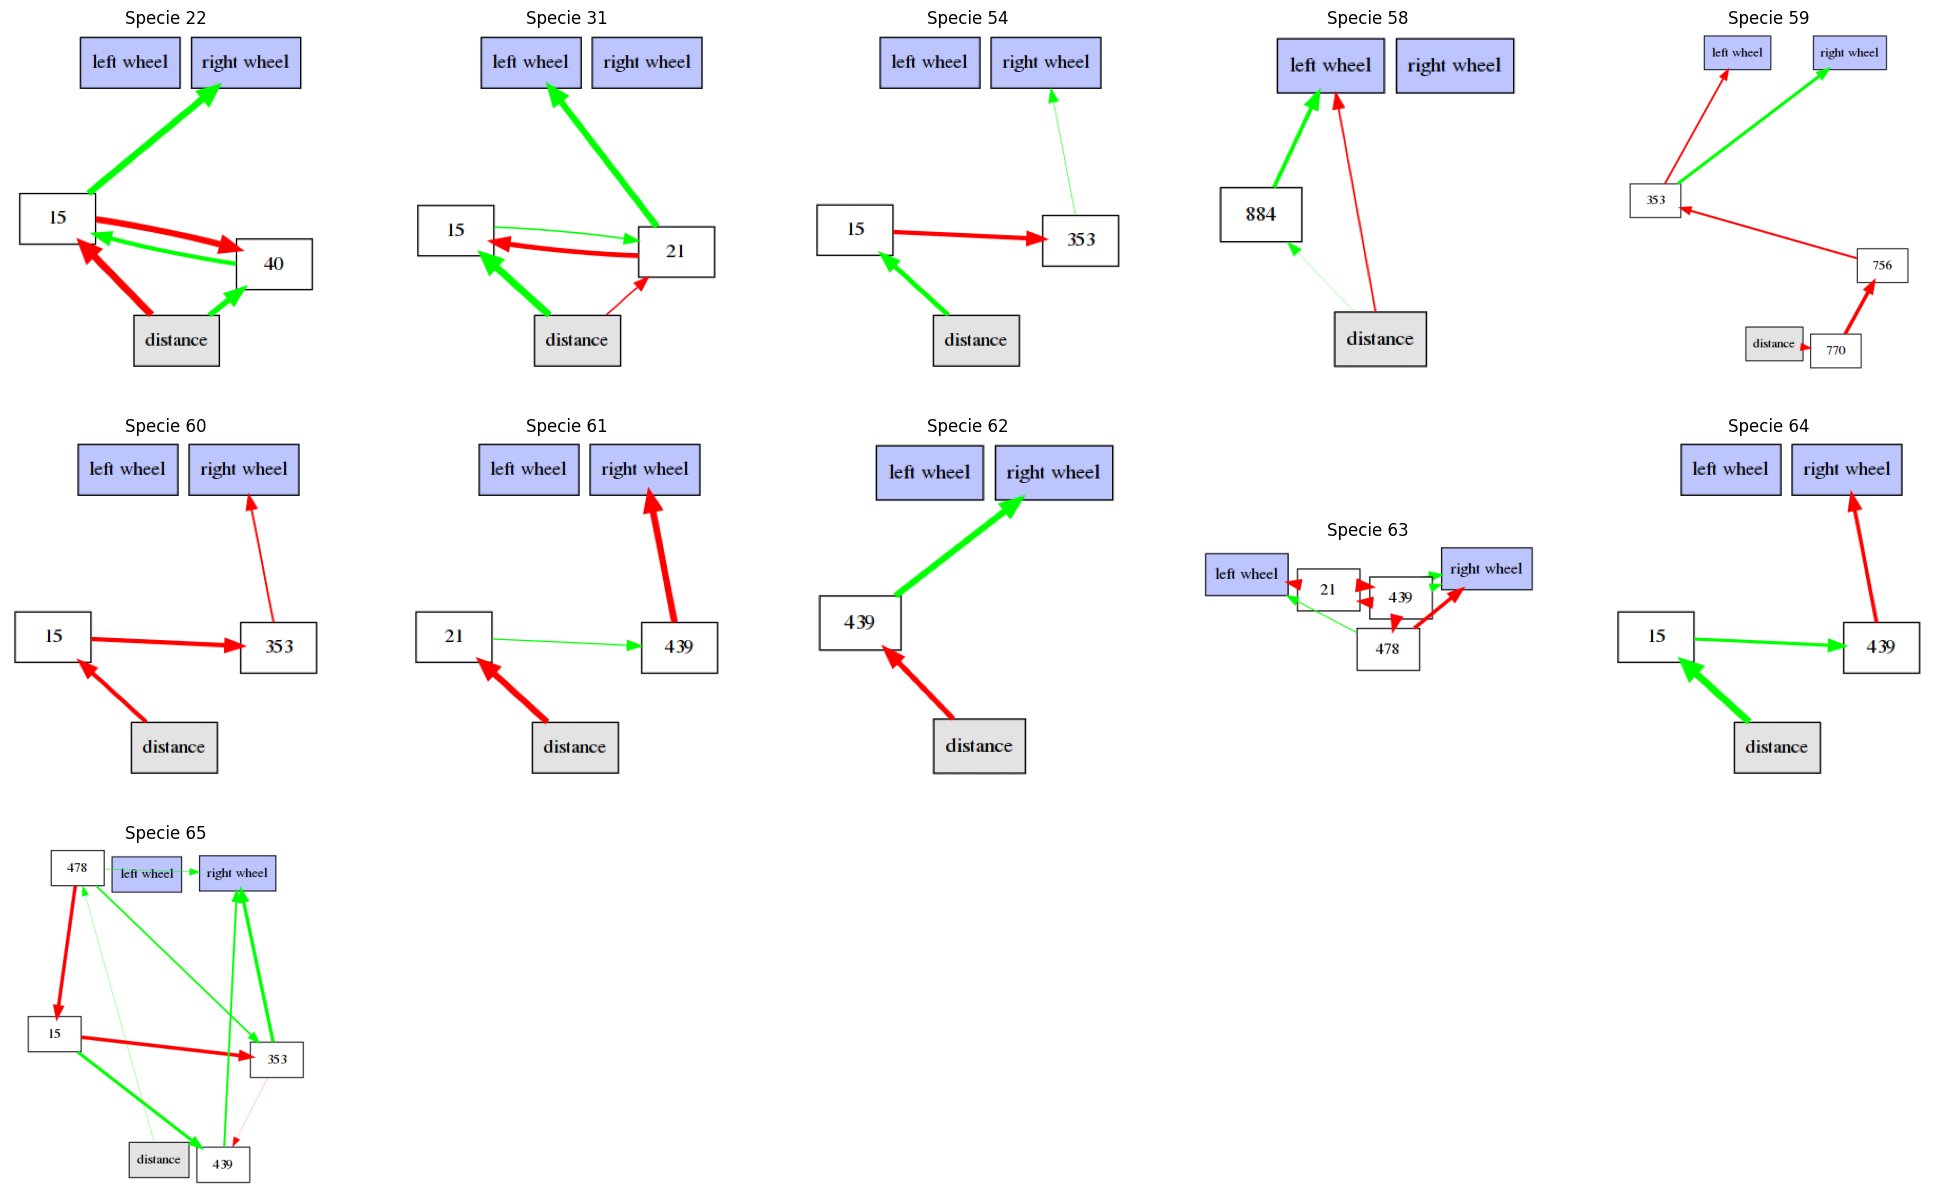 Specie 22
left wheel
right wheel
15
40
distance
Specie 31
left wheel
right wheel
15
21
distance
Specie 54
left wheel
right wheel
15
353
distance
Specie 58
left wheel
right wheel
884
distance
Specie 59
left wheel
right wheel
353
756
distance
770
Specie 60
left wheel
right wheel
15
353
distance
Specie 61
left wheel
right wheel
21
439
distance
Specie 62
left wheel
right wheel
439
distance
Specie 63
left wheel
21
439
right wheel
478
Specie 64
left wheel
right wheel
15
439
distance
Specie 65
478
left wheel
right wheel
15
353
distance
439